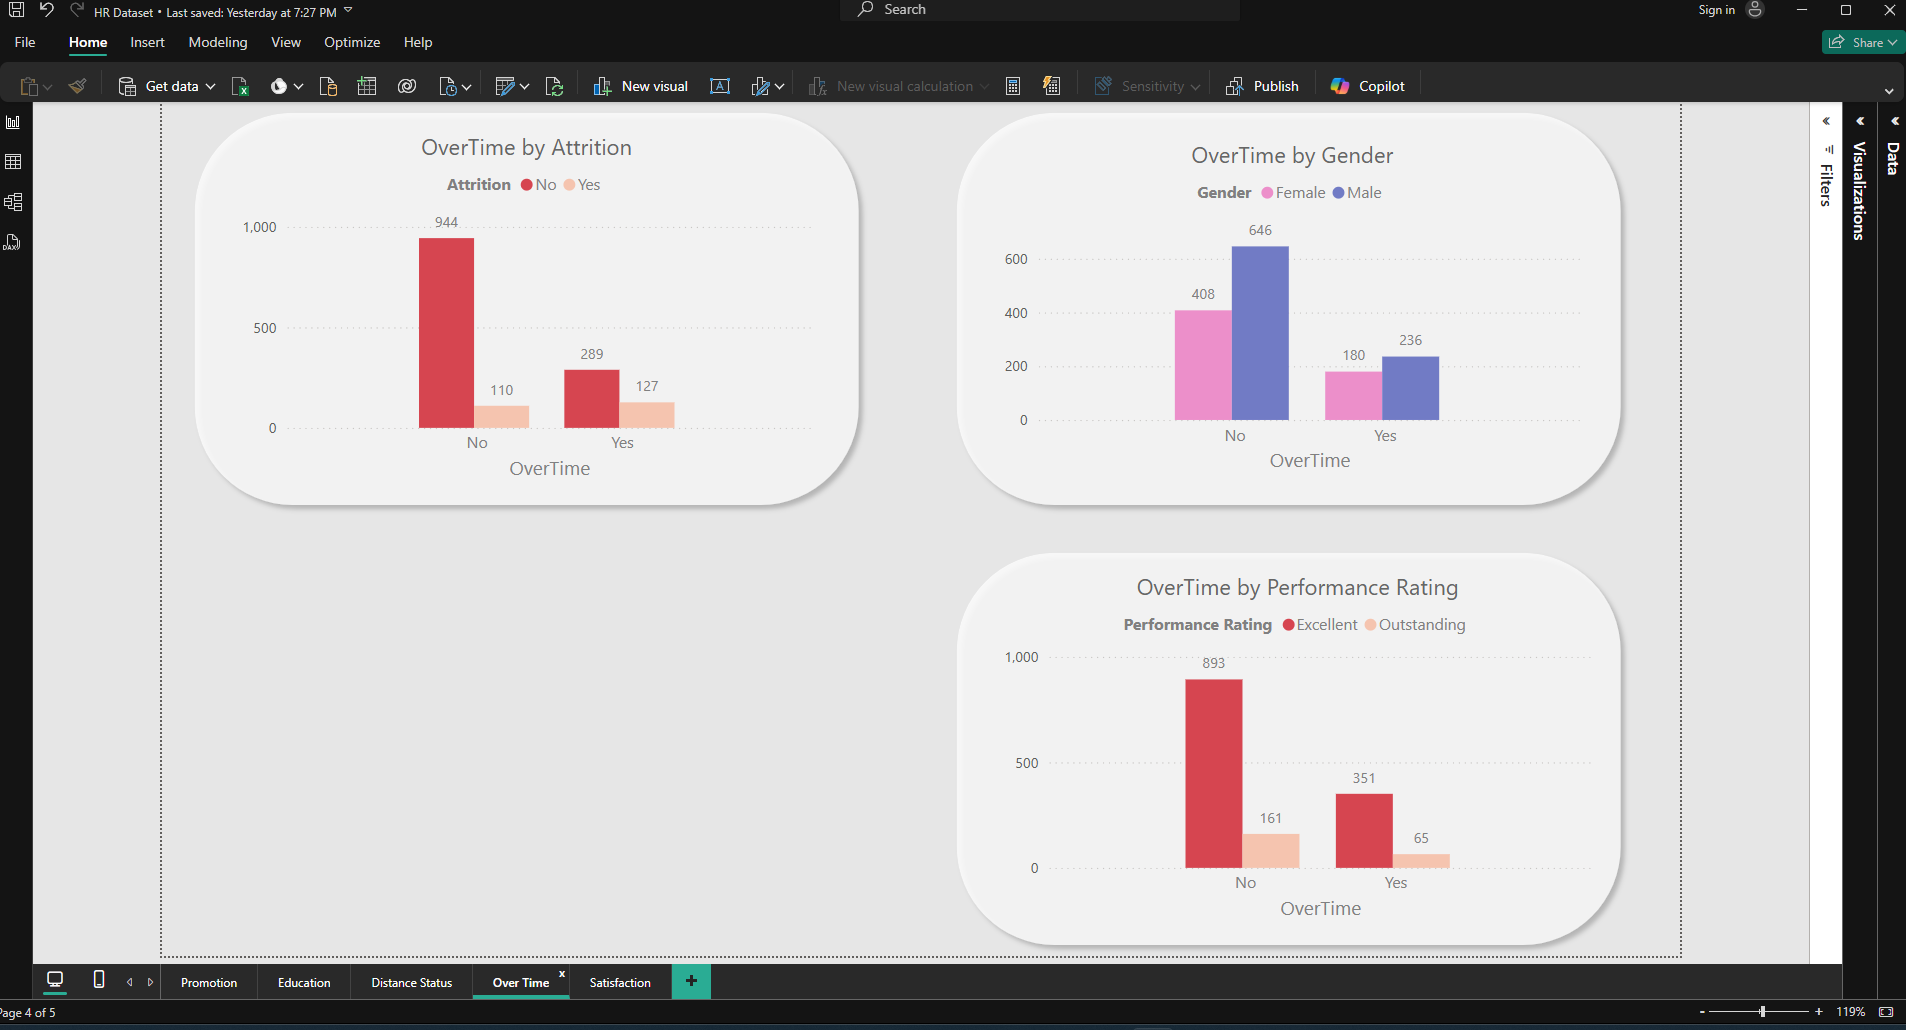 HR Dataset • Last saved: Yesterday at 7:27 PM
Search
Sign in
File Home Insert Modeling View Optimize Help
Share
Get data
New visual
New visual calculation
Sensitivity
Publish
Copilot
OverTime by Attrition
Attrition No Yes
1,000
500
0
944
110
289
127
No Yes
OverTime
OverTime by Gender
Gender Female Male
600
400
200
0
408
646
180
236
No Yes
OverTime
OverTime by Performance Rating
Performance Rating Excellent Outstanding
1,000
500
0
893
161
351
65
No Yes
OverTime
Filters
Visualizations
Data
DAX
Promotion Education Distance Status Over Time x Satisfaction +
Page 4 of 5
- + 119%